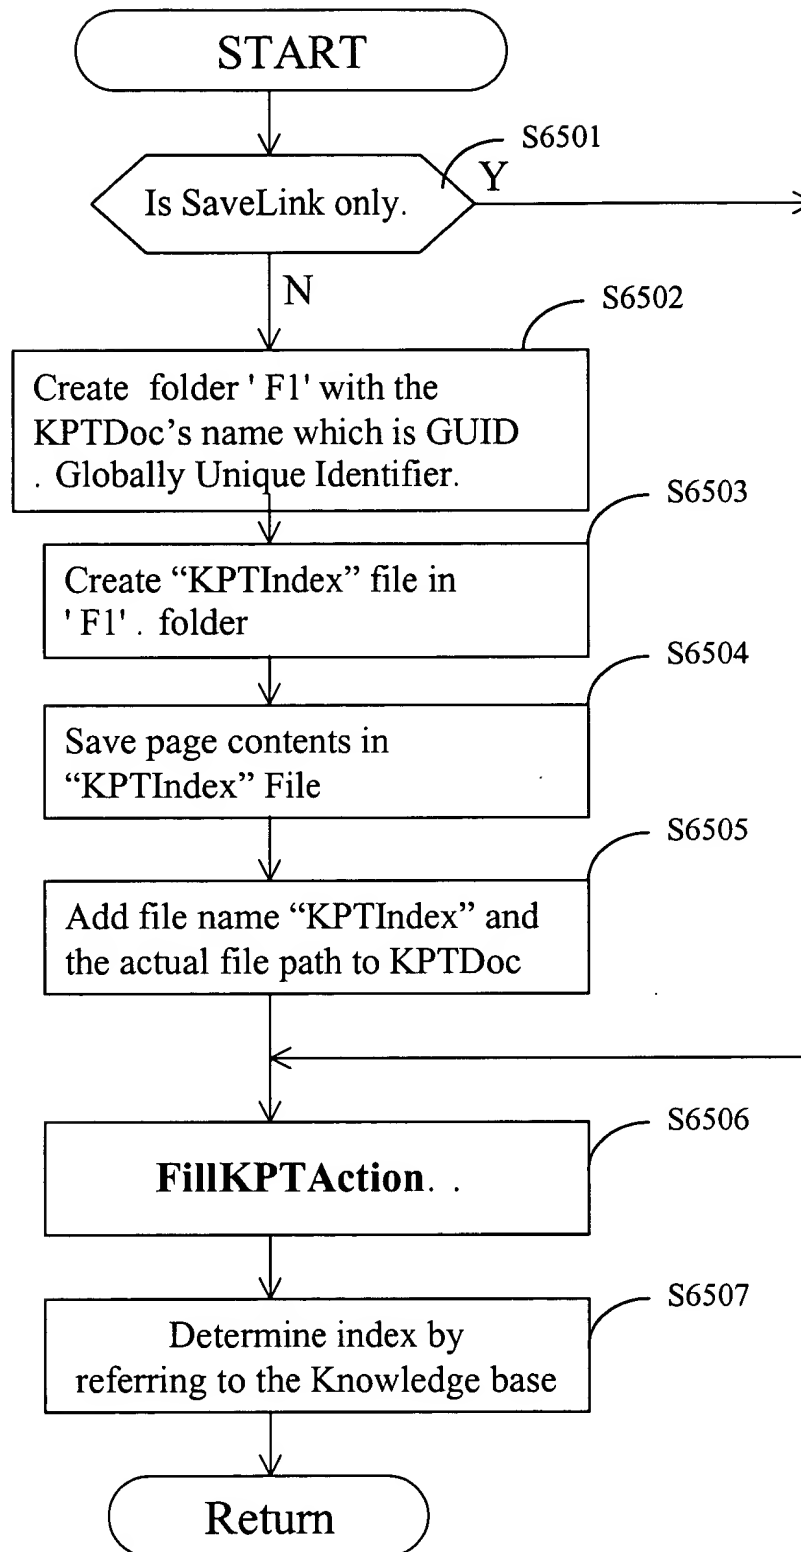 START
S6501
Is SaveLink only.
Y
N
S6502
Create folder ' F1' with the
KPTDoc's name which is GUID
. Globally Unique Identifier.
S6503
Create “KPTIndex” file in
' F1' . folder
S6504
Save page contents in
“KPTIndex” File
S6505
Add file name “KPTIndex” and
the actual file path to KPTDoc
S6506
FillKPTAction. .
S6507
Determine index by
referring to the Knowledge base
Return